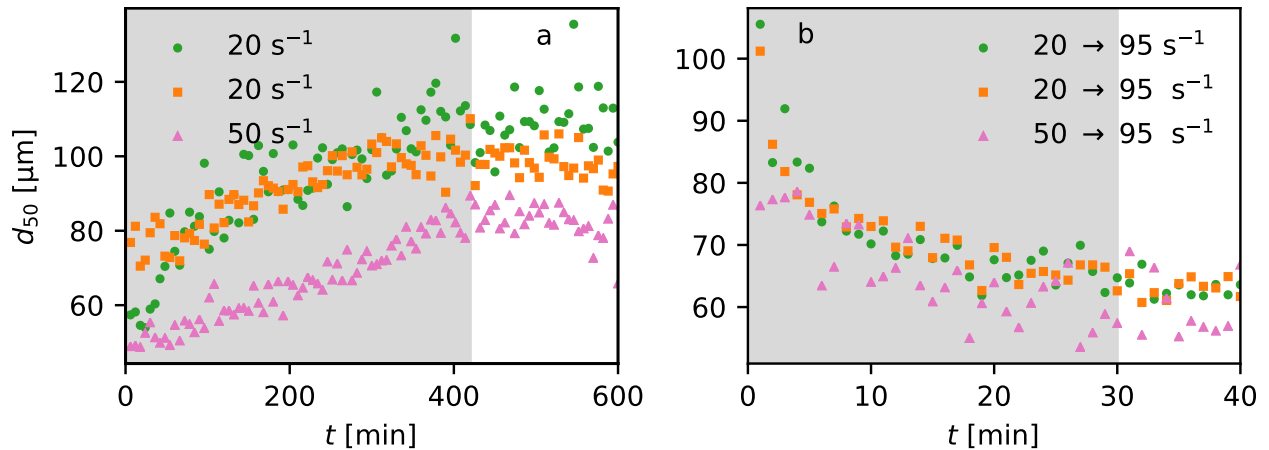 20 s⁻¹
20 s⁻¹
50 s⁻¹
a
120
100
80
60
d₅₀ [µm]
0
200
400
600
t [min]
b
20 → 95 s⁻¹
20 → 95 s⁻¹
50 → 95 s⁻¹
100
90
80
70
60
0
10
20
30
40
t [min]